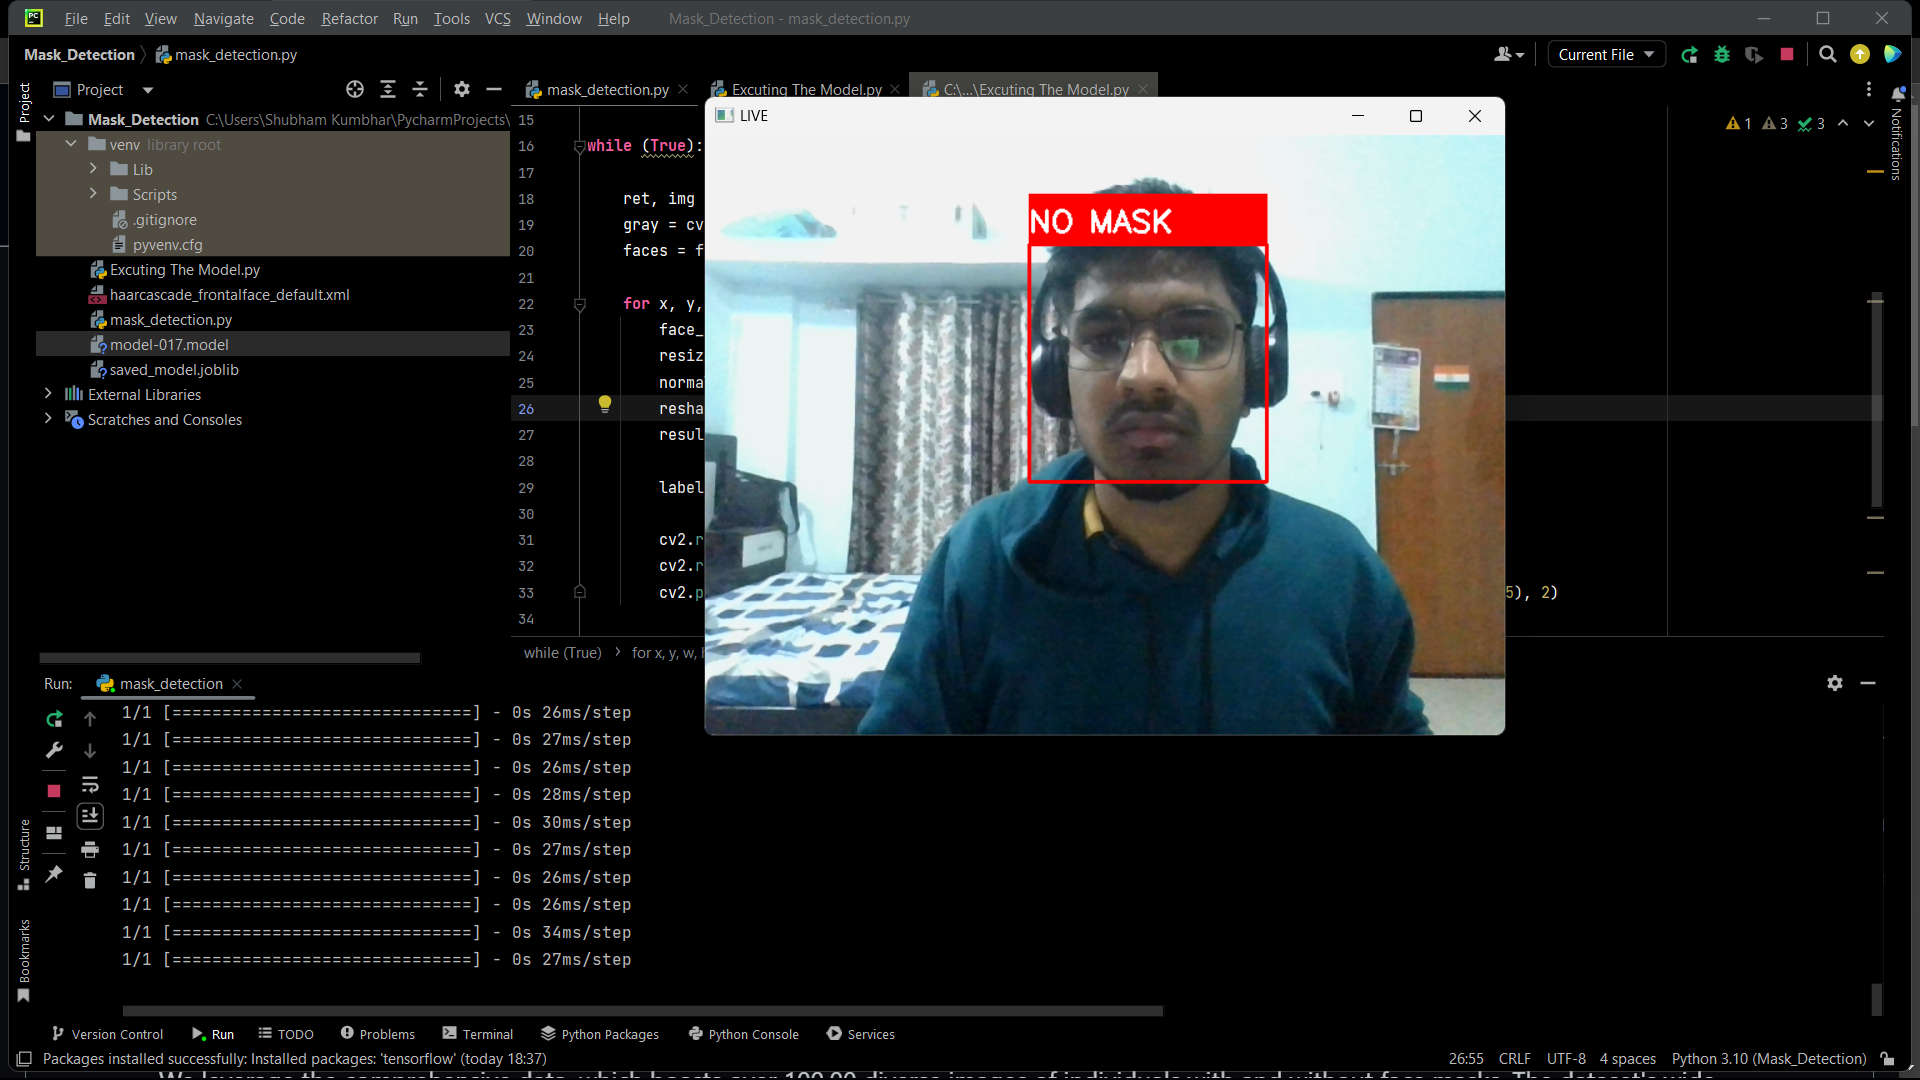 PC File Edit View Navigate Code Refactor Run Tools VCS Window Help Mask_Detection - mask_detection.py
Mask_Detection mask_detection.py Current File
Project mask_detection.py Excuting The Model.py C:\...\Excuting The Model.py
Project
Notifications
Mask_Detection C:\Users\Shubham Kumbhar\PycharmProjects\
venv library root
Lib
Scripts
.gitignore
pyvenv.cfg
Excuting The Model.py
haarcascade_frontalface_default.xml
mask_detection.py
model-017.model
saved_model.joblib
External Libraries
Scratches and Consoles
1 3 3
15
16 while (True):
17
18 ret, img
19 gray = cv
20 faces = f
21
22 for x, y,
23 face_
24 resiz
25 norma
26 resha
27 resul
28
29 label
30
31 cv2.r
32 cv2.r
33 cv2.p 5), 2)
34
while (True) for x, y, w,
LIVE
NO MASK
Run: mask_detection
1/1 [==============================] - 0s 26ms/step
1/1 [==============================] - 0s 27ms/step
1/1 [==============================] - 0s 26ms/step
1/1 [==============================] - 0s 28ms/step
1/1 [==============================] - 0s 30ms/step
1/1 [==============================] - 0s 27ms/step
1/1 [==============================] - 0s 26ms/step
1/1 [==============================] - 0s 26ms/step
1/1 [==============================] - 0s 34ms/step
1/1 [==============================] - 0s 27ms/step
Structure
Bookmarks
Version Control Run TODO Problems Terminal Python Packages Python Console Services
Packages installed successfully: Installed packages: 'tensorflow' (today 18:37) 26:55 CRLF UTF-8 4 spaces Python 3.10 (Mask_Detection)